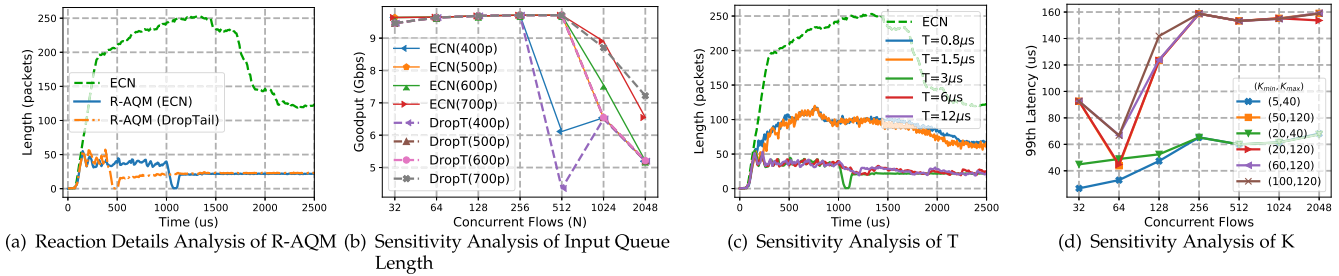 Length (packets)
250
200
150
100
50
0
ECN
R-AQM (ECN)
R-AQM (DropTail)
0 500 1000 1500 2000 2500
Time (us)
(a) Reaction Details Analysis of R-AQM
Goodput (Gbps)
9
8
7
6
5
ECN(400p)
ECN(500p)
ECN(600p)
ECN(700p)
DropT(400p)
DropT(500p)
DropT(600p)
DropT(700p)
32 64 128 256 512 1024 2048
Concurrent Flows (N)
(b) Sensitivity Analysis of Input Queue
Length
Length (packets)
250
200
150
100
50
0
ECN
T=0.8μs
T=1.5μs
T=3μs
T=6μs
T=12μs
0 500 1000 1500 2000 2500
Time (us)
(c) Sensitivity Analysis of T
99th Latency (us)
160
140
120
100
80
60
40
(Kmin, Kmax)
(5,40)
(50,120)
(20,40)
(20,120)
(60,120)
(100,120)
32 64 128 256 512 1024 2048
Concurrent Flows
(d) Sensitivity Analysis of K